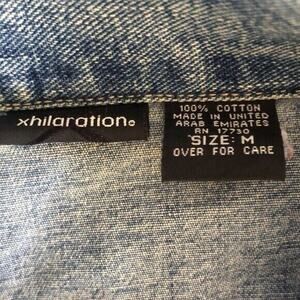 xhilaration®
100% COTTON
MADE IN UNITED
ARAB EMIRATES
RN 17730
SIZE: M
OVER FOR CARE